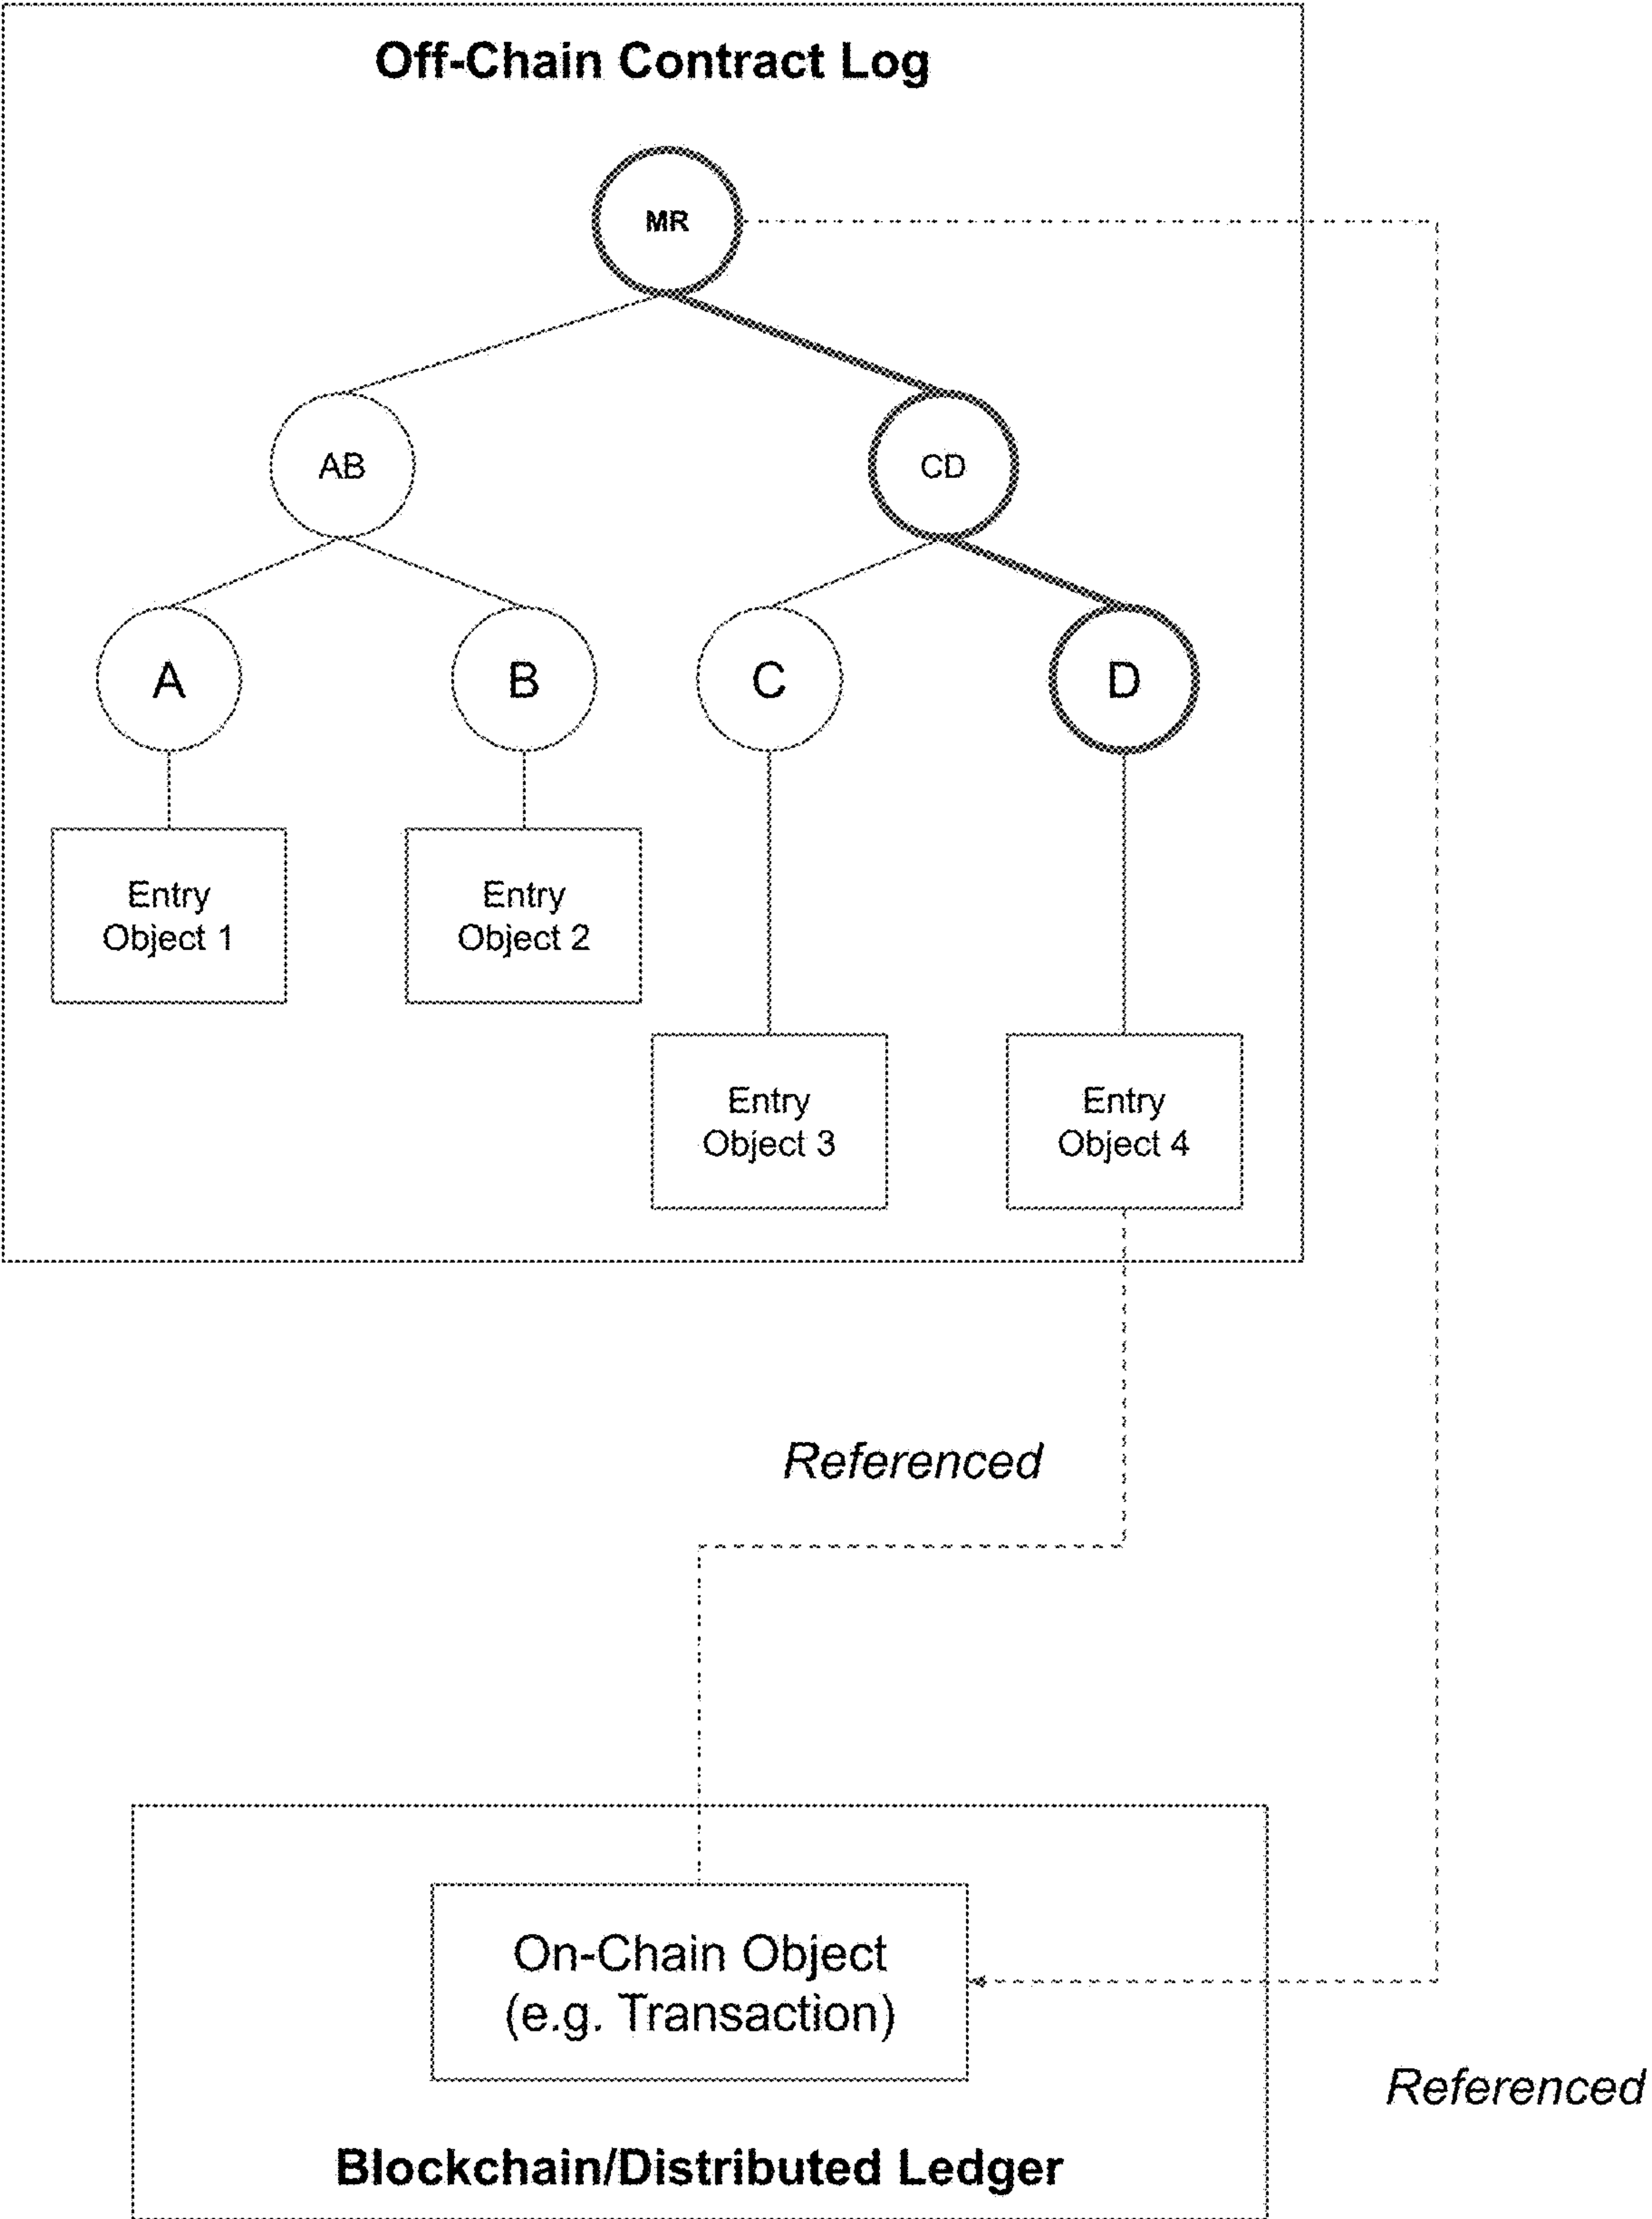 Off-Chain Contract Log
MR
AB
CD
A
B
C
D
Entry
Object 1
Entry
Object 2
Entry
Object 3
Entry
Object 4
Referenced
On-Chain Object
(e.g. Transaction)
Referenced
Blockchain/Distributed Ledger